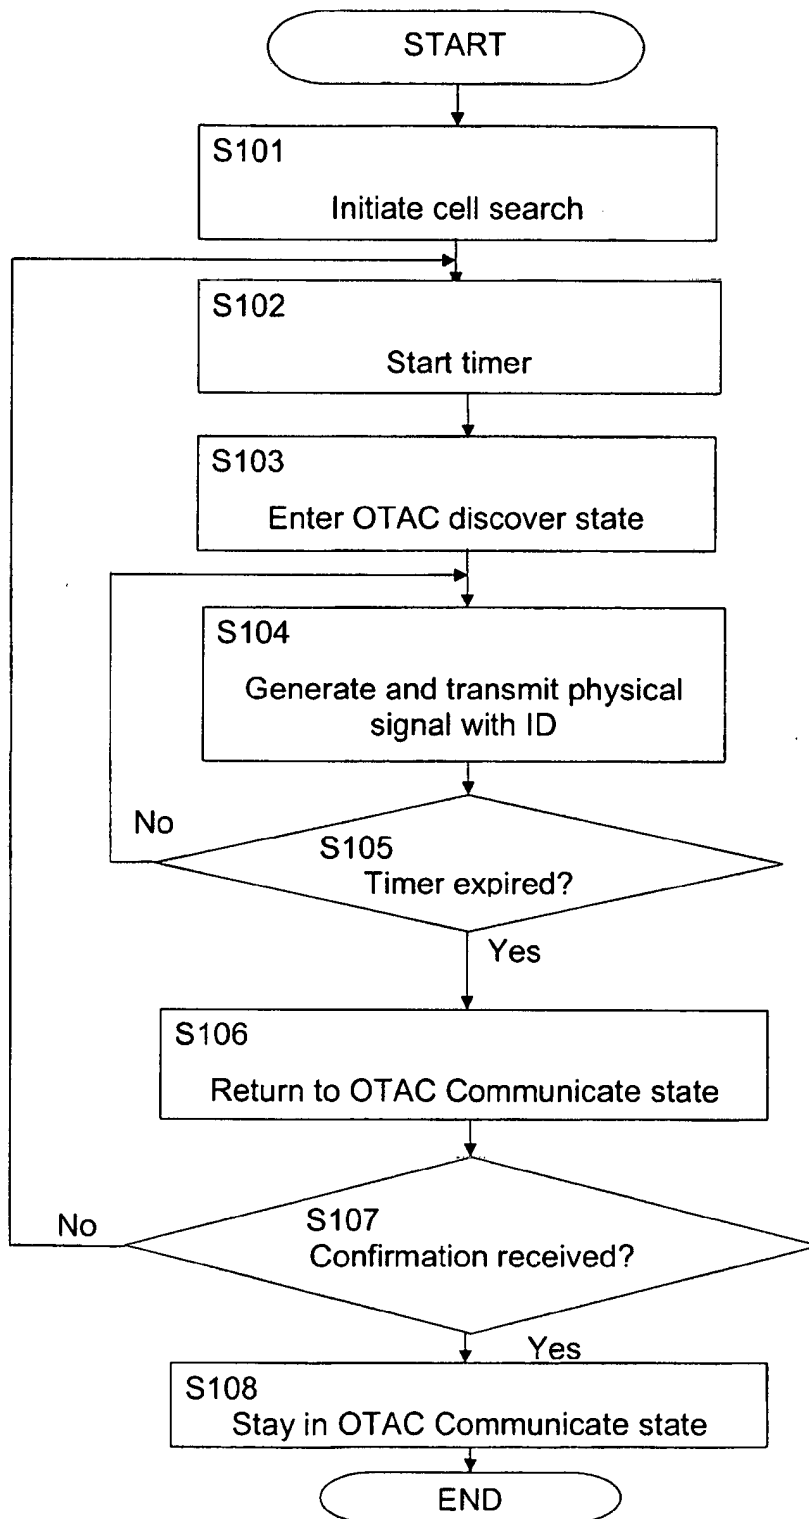 START
S101
Initiate cell search
S102
Start timer
S103
Enter OTAC discover state
S104
Generate and transmit physical
signal with ID
No
S105
Timer expired?
Yes
S106
Return to OTAC Communicate state
No
S107
Confirmation received?
Yes
S108
Stay in OTAC Communicate state
END